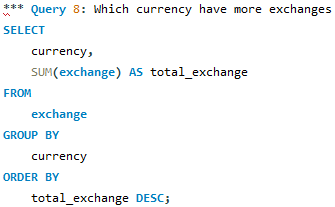 *** Query 8: Which currency have more exchanges
SELECT
currency,
SUM(exchange) AS total_exchange
FROM
exchange
GROUP BY
currency
ORDER BY
total_exchange DESC;